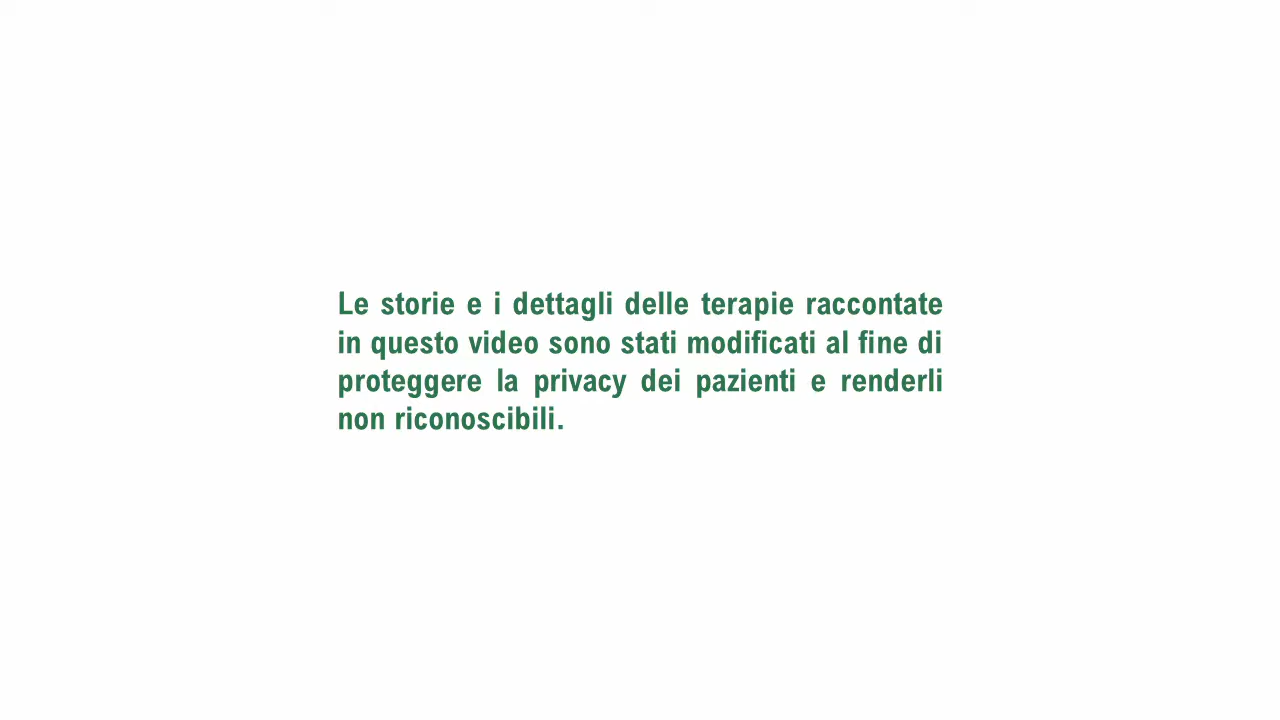 Le storie e i dettagli delle terapie raccontate
in questo video sono stati modificati al fine di
proteggere la privacy dei pazienti e renderli
non riconoscibili.